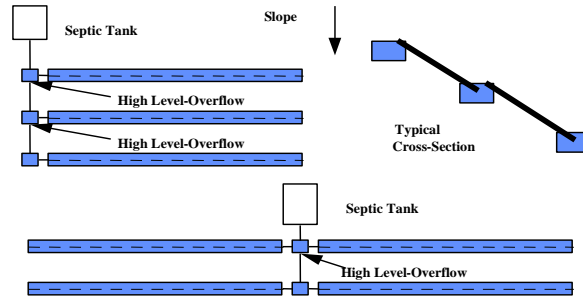 Septic Tank
Slope
High Level-Overflow
High Level-Overflow
Typical
Cross-Section
Septic Tank
High Level-Overflow